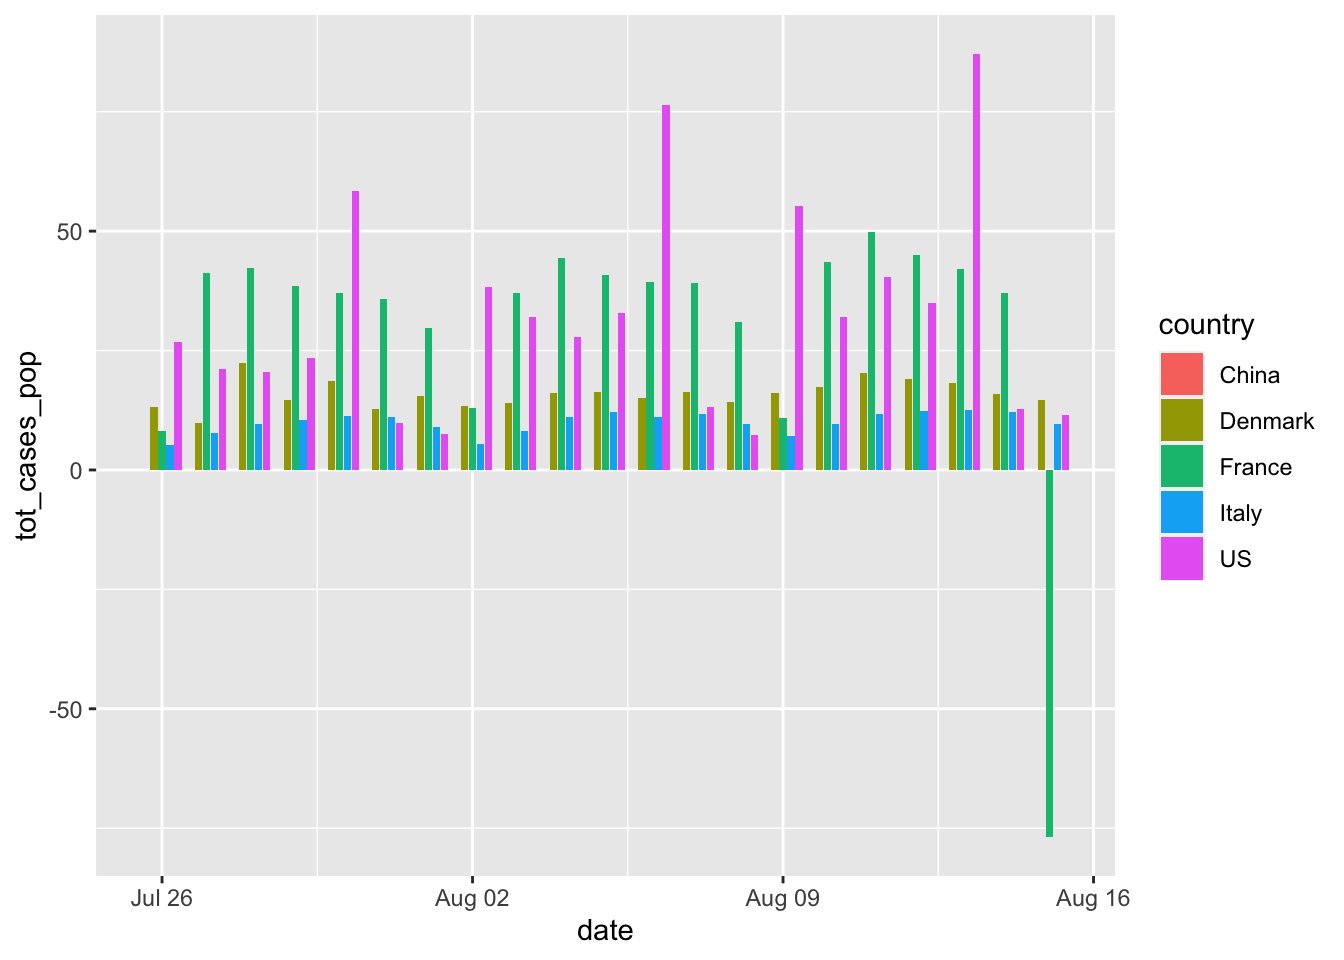 tot_cases_pop
50
0
-50
Jul 26
Aug 02
Aug 09
Aug 16
date
country
China
Denmark
France
Italy
US